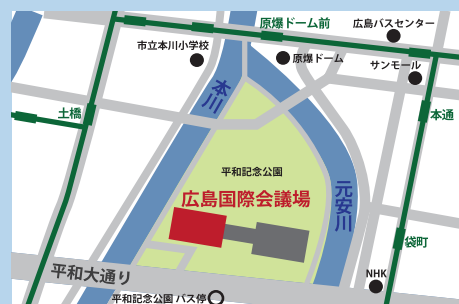 原爆ドーム前
広島バスセンター
市立本川小学校
原爆ドーム
サンモール
本川
土橋
本通
平和記念公園
広島国際会議場
元安川
袋町
平和大通り
NHK
平和記念公園 バス停